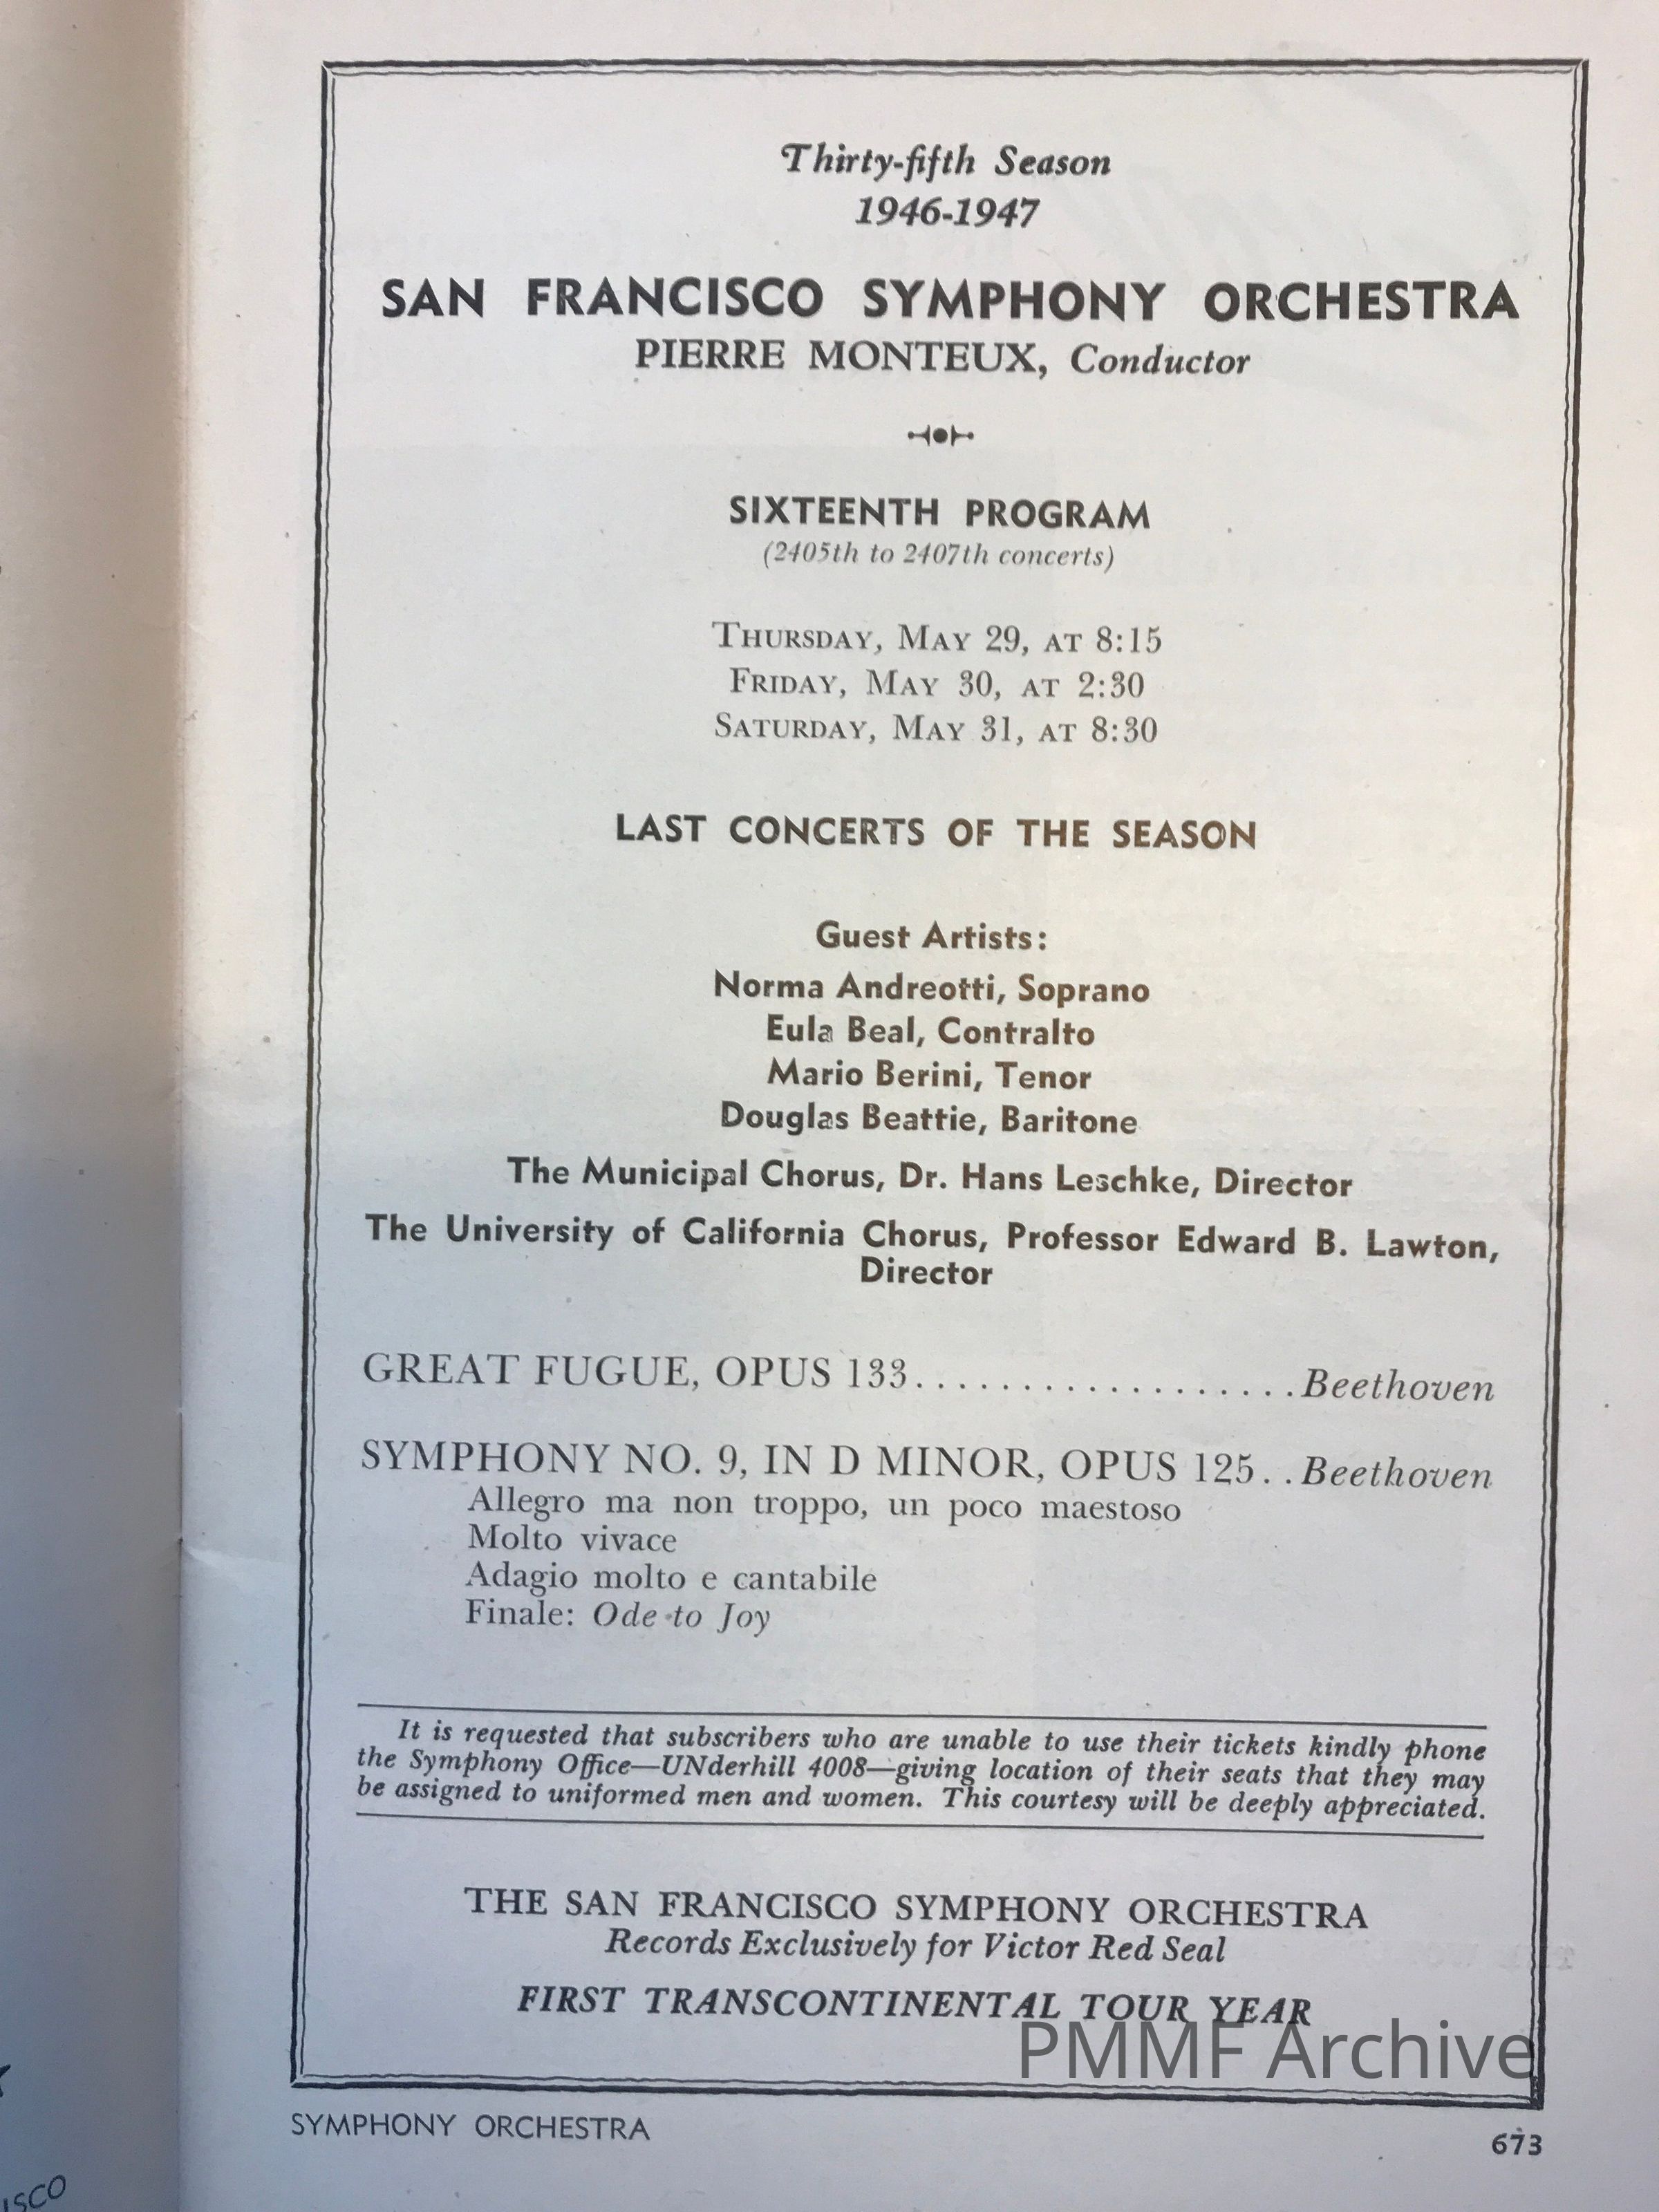 Thirty-fifth Season
1946-1947
SAN FRANCISCO SYMPHONY ORCHESTRA
PIERRE MONTEUX, Conductor
SIXTEENTH PROGRAM
(2405th to 2407th concerts)
THURSDAY, MAY 29, AT 8:15
FRIDAY, MAY 30, AT 2:30
SATURDAY, MAY 31, AT 8:30
LAST CONCERTS OF THE SEASON
Guest Artists:
Norma Andreotti, Soprano
Eula Beal, Contralto
Mario Berini, Tenor
Douglas Beattie, Baritone
The Municipal Chorus, Dr. Hans Leschke, Director
The University of California Chorus, Professor Edward B. Lawton,
Director
GREAT FUGUE, OPUS 133..................Beethoven
SYMPHONY NO. 9, IN D MINOR, OPUS 125..Beethoven
Allegro ma non troppo, un poco maestoso
Molto vivace
Adagio molto e cantabile
Finale: Ode to Joy
It is requested that subscribers who are unable to use their tickets kindly phone
the Symphony Office—UNderhill 4008—giving location of their seats that they may
be assigned to uniformed men and women. This courtesy will be deeply appreciated.
THE SAN FRANCISCO SYMPHONY ORCHESTRA
Records Exclusively for Victor Red Seal
FIRST TRANSCONTINENTAL TOUR YEAR
PMMF Archive
SYMPHONY ORCHESTRA
673